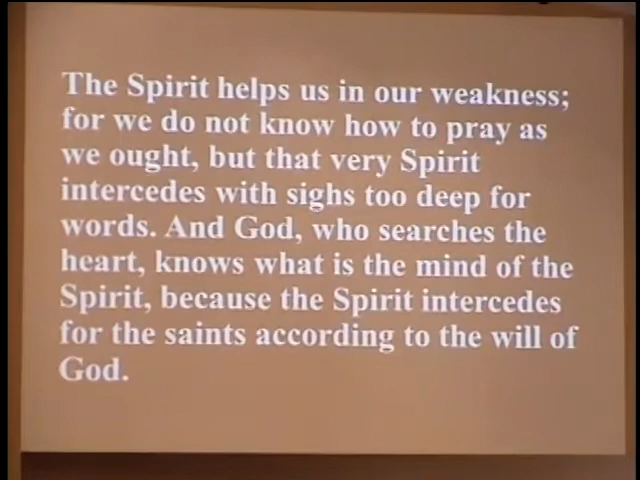 The Spirit helps us in our weakness;
for we do not know how to pray as
we ought, but that very Spirit
intercedes with sighs too deep for
words. And God, who searches the
heart, knows what is the mind of the
Spirit, because the Spirit intercedes
for the saints according to the will of
God.